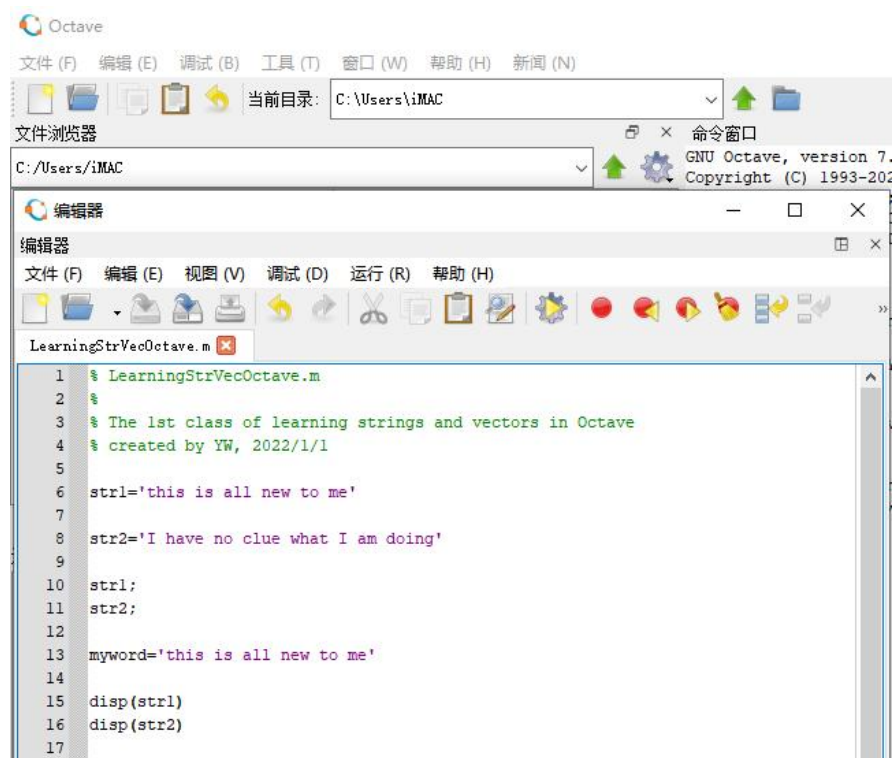 Octave
文件 (F) 编辑 (E) 调试 (B) 工具 (T) 窗口 (W) 帮助 (H) 新闻 (N)
当前目录: C:\Users\iMAC
文件浏览器 命令窗口
C:/Users/iMAC
GNU Octave, version 7.
Copyright (C) 1993-202
编辑器
编辑器
文件 (F) 编辑 (E) 视图 (V) 调试 (D) 运行 (R) 帮助 (H)
LearningStrVecOctave.m
1 % LearningStrVecOctave.m
2 %
3 % The 1st class of learning strings and vectors in Octave
4 % created by YW, 2022/1/1
5
6 str1='this is all new to me'
7
8 str2='I have no clue what I am doing'
9
10 str1;
11 str2;
12
13 myword='this is all new to me'
14
15 disp(str1)
16 disp(str2)
17